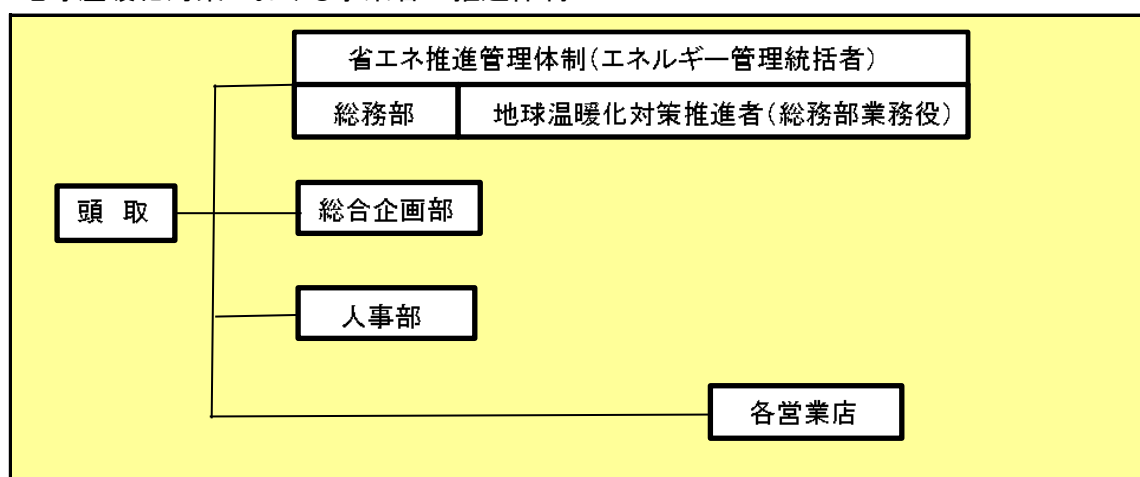 省エネ推進管理体制(エネルギー管理統括者)
総務部 地球温暖化対策推進者(総務部業務役)
頭 取
総合企画部
人事部
各営業店